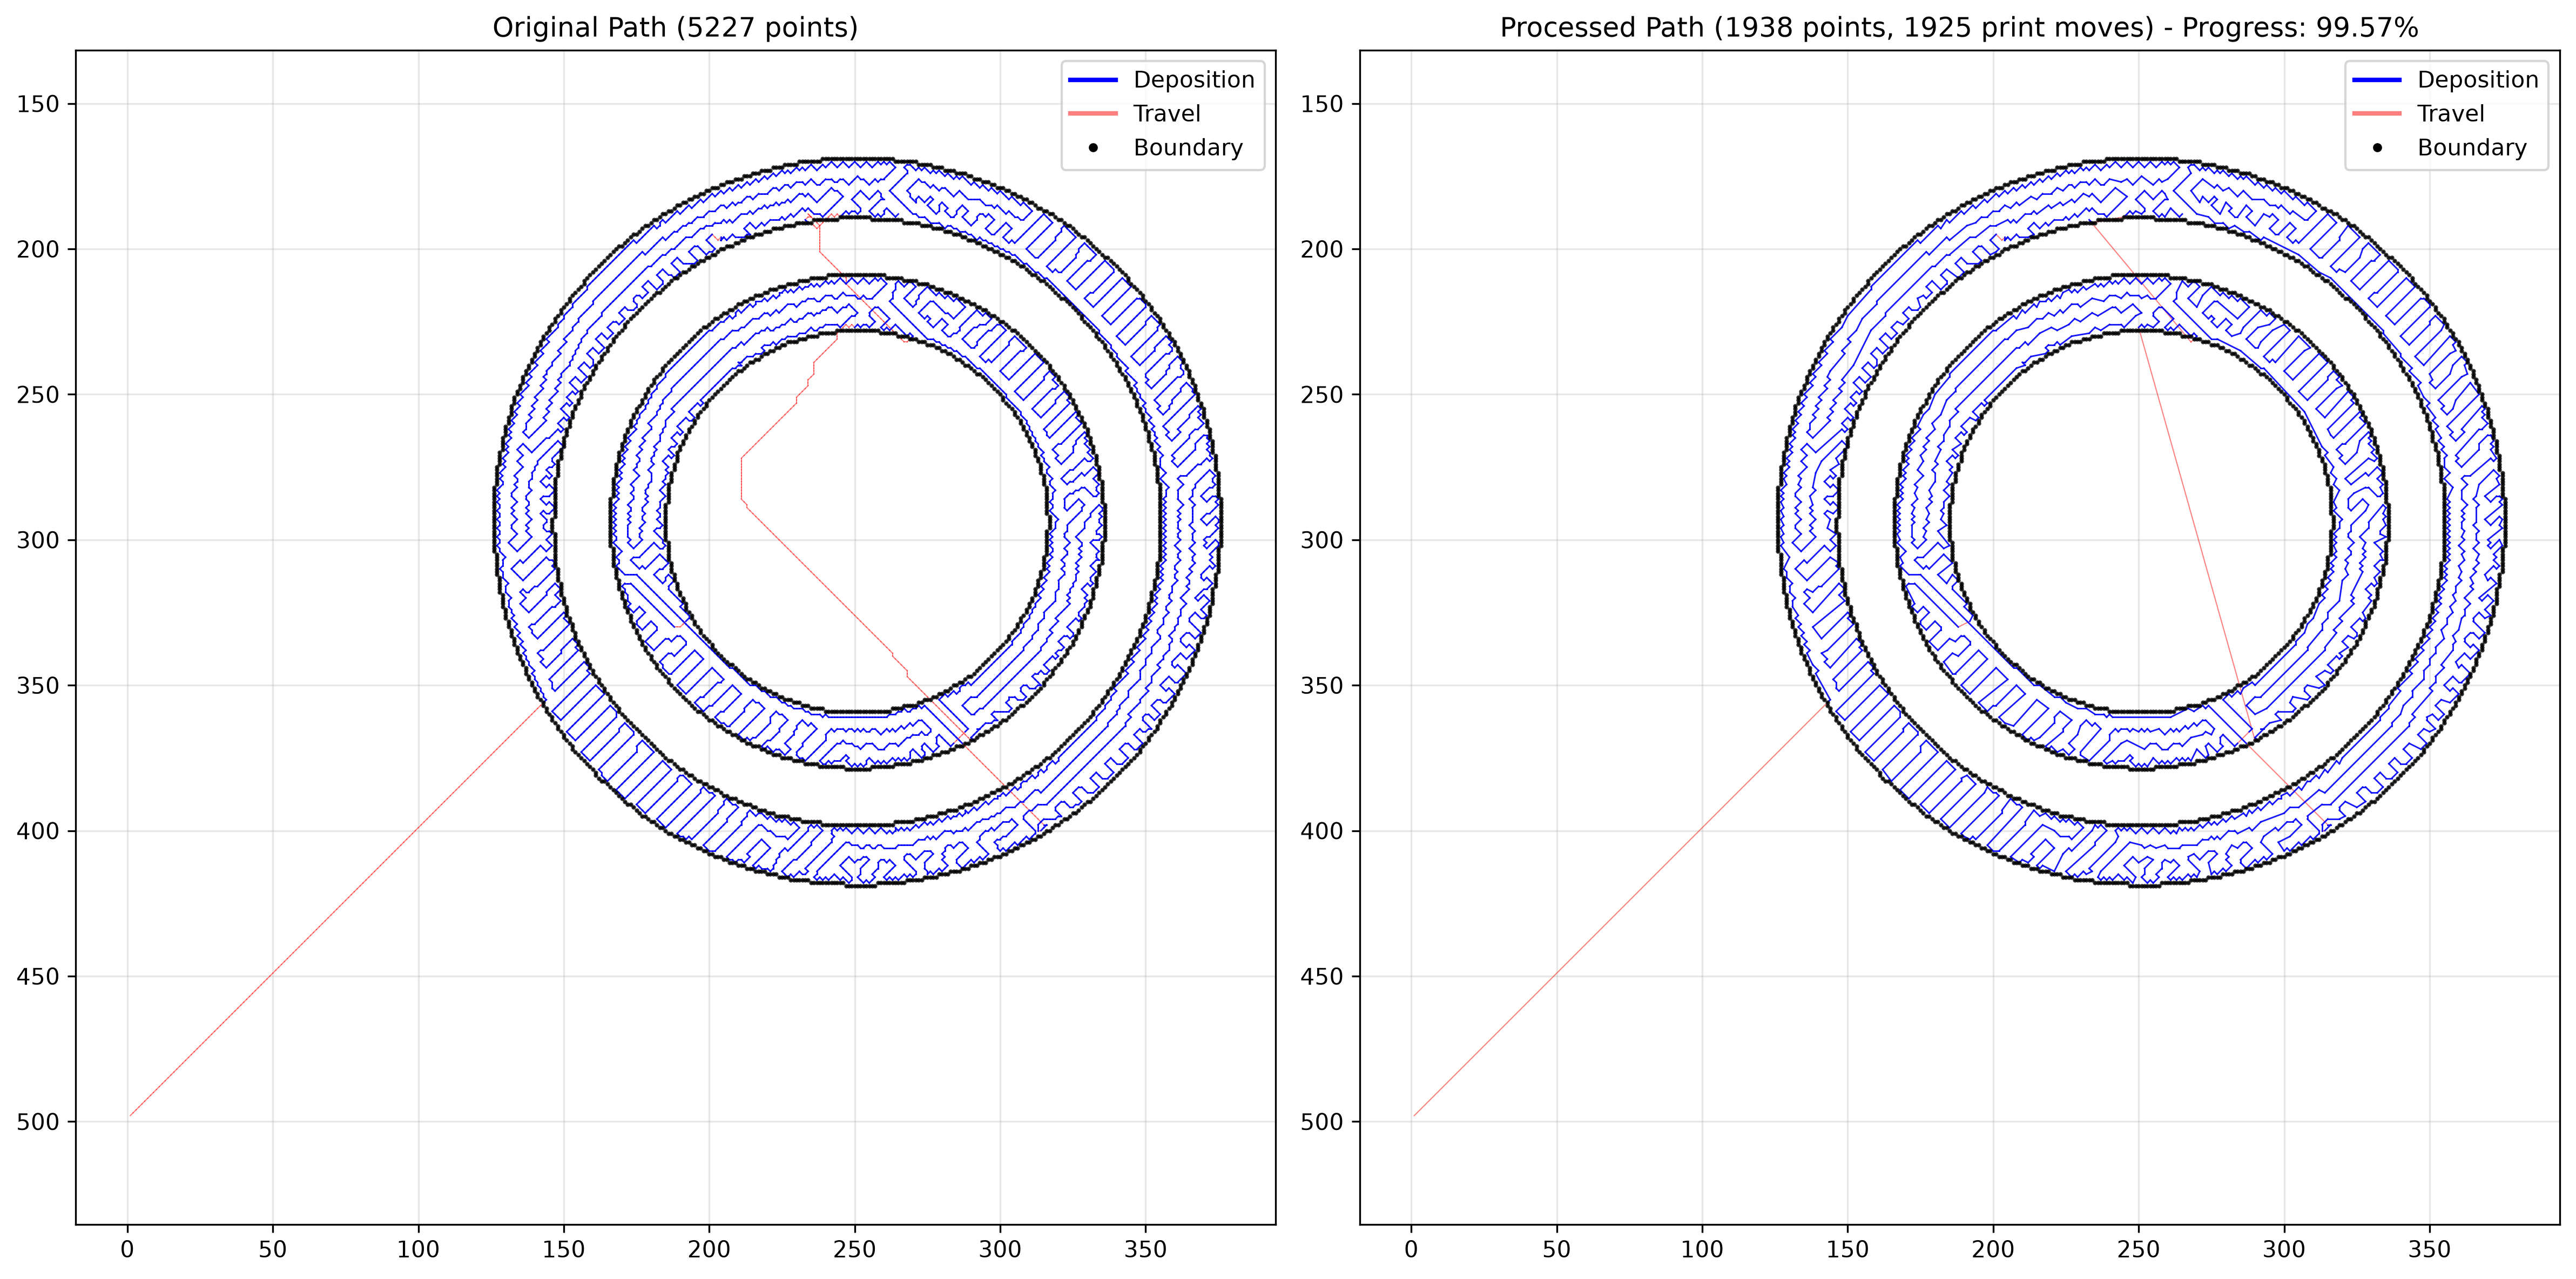 Original Path (5227 points)
Deposition
Travel
Boundary
150
200
250
300
350
400
450
500
0 50 100 150 200 250 300 350
Processed Path (1938 points, 1925 print moves) - Progress: 99.57%
Deposition
Travel
Boundary
150
200
250
300
350
400
450
500
0 50 100 150 200 250 300 350